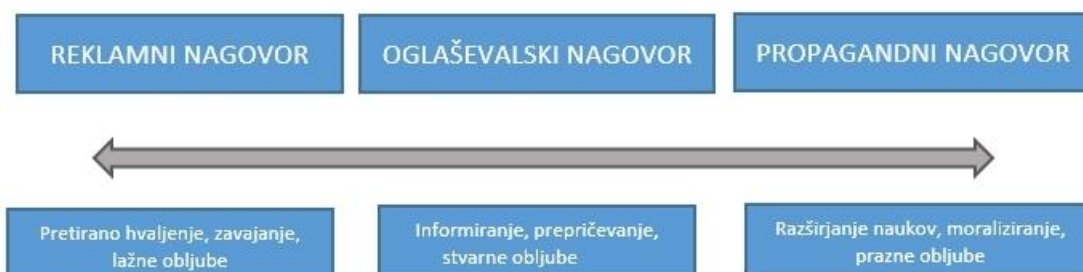 REKLAMNI NAGOVOR
OGLAŠEVALSKI NAGOVOR
PROPAGANDNI NAGOVOR
Pretirano hvaljenje, zavajanje,
lažne obljube
Informiranje, prepričevanje,
stvarne obljube
Razširjanje naukov, moraliziranje,
prazne obljube